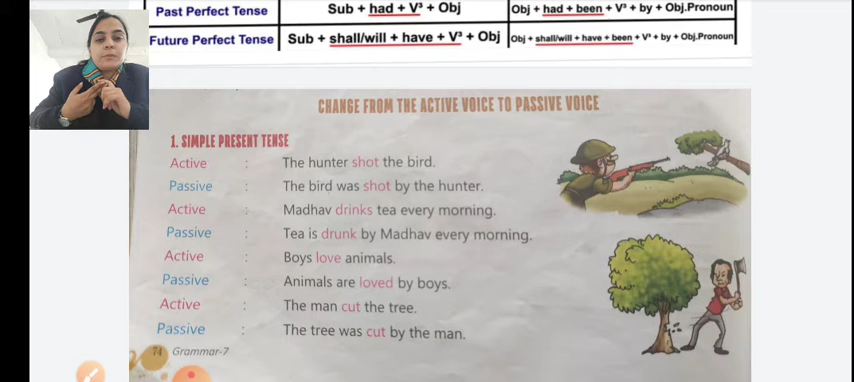 Past Perfect Tense Sub + had + V³ + Obj Obj + had + been + V³ + by + Obj.Pronoun
Future Perfect Tense Sub + shall/will + have + V³ + Obj Obj + shall/will + have + been + V³ + by + Obj.Pronoun
CHANGE FROM THE ACTIVE VOICE TO PASSIVE VOICE
1. SIMPLE PRESENT TENSE
Active : The hunter shot the bird.
Passive : The bird was shot by the hunter.
Active : Madhav drinks tea every morning.
Passive : Tea is drunk by Madhav every morning.
Active : Boys love animals.
Passive : Animals are loved by boys.
Active : The man cut the tree.
Passive : The tree was cut by the man.
74 Grammar-7